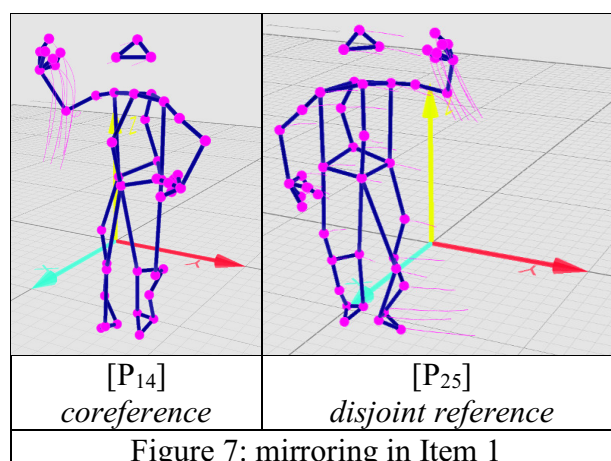 [P₁₄]
coreference
[P₂₅]
disjoint reference
Figure 7: mirroring in Item 1